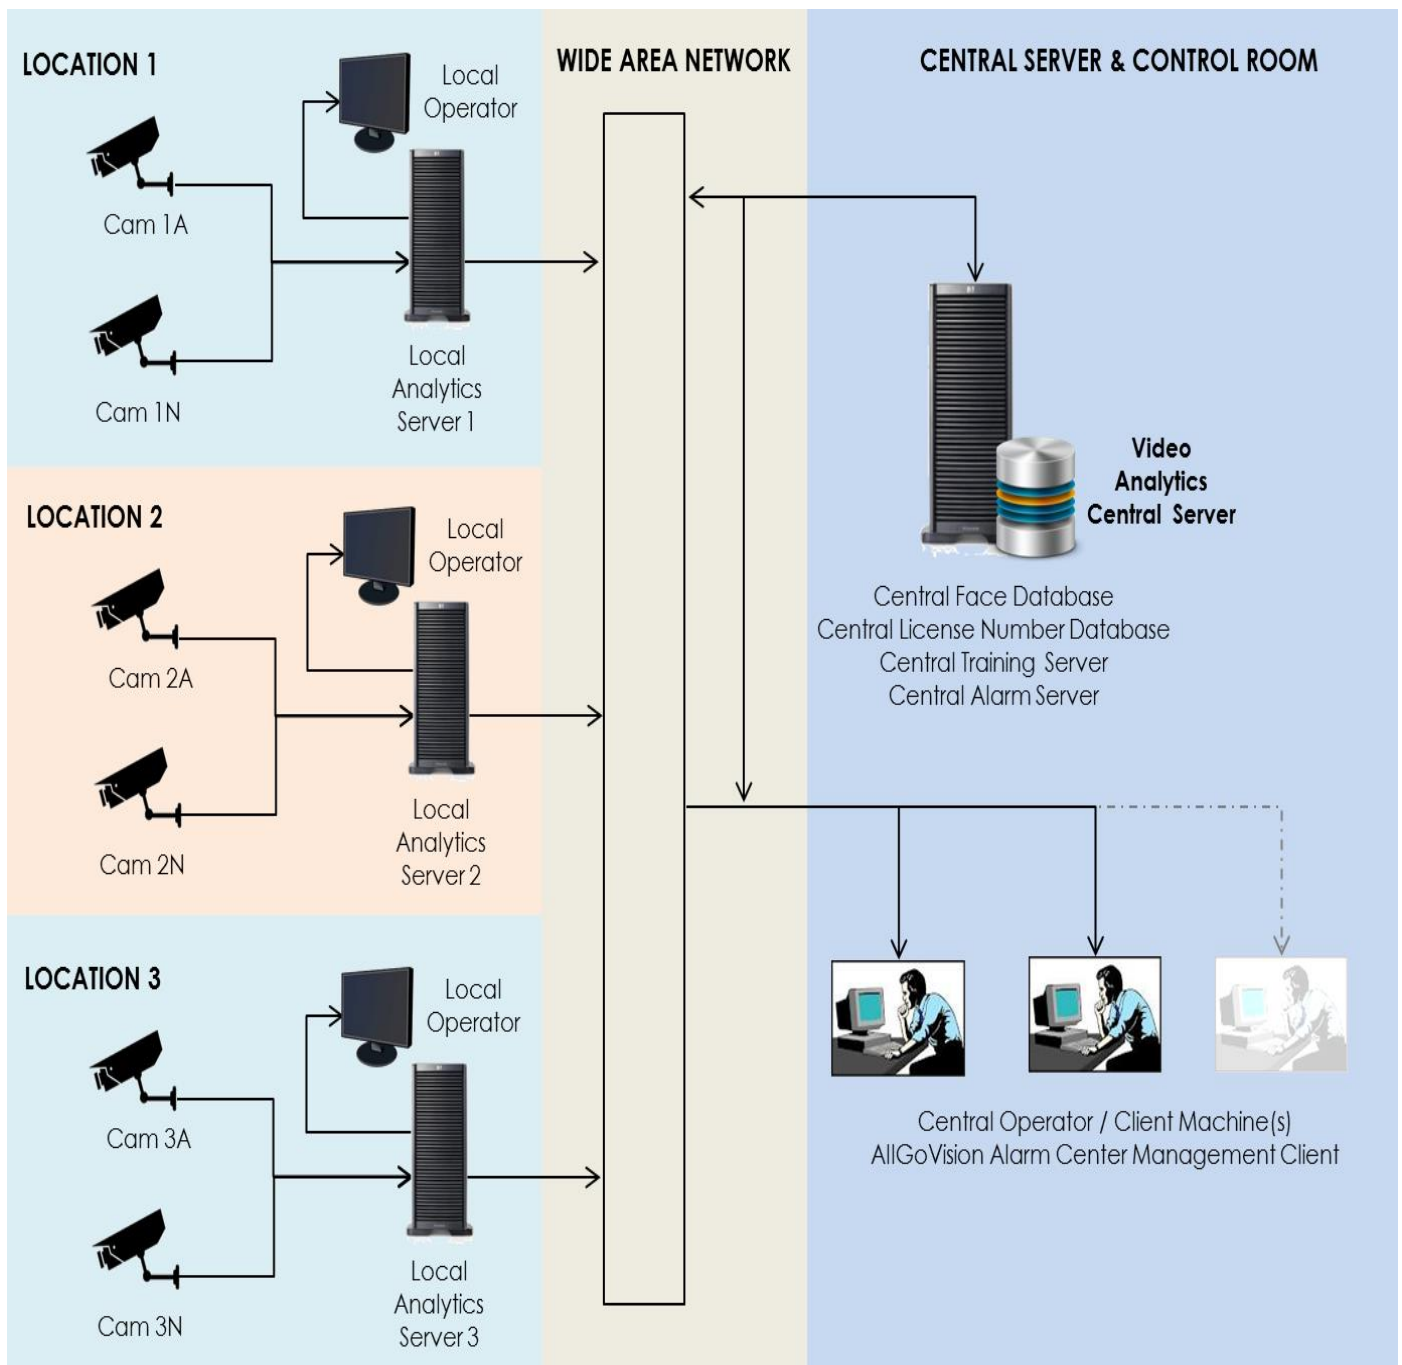 LOCATION 1
Local
Operator
Cam 1A
Cam 1N
Local
Analytics
Server 1
LOCATION 2
Local
Operator
Cam 2A
Cam 2N
Local
Analytics
Server 2
LOCATION 3
Local
Operator
Cam 3A
Cam 3N
Local
Analytics
Server 3
WIDE AREA NETWORK
CENTRAL SERVER & CONTROL ROOM
Video
Analytics
Central Server
Central Face Database
Central License Number Database
Central Training Server
Central Alarm Server
Central Operator / Client Machine(s)
AllGoVision Alarm Center Management Client